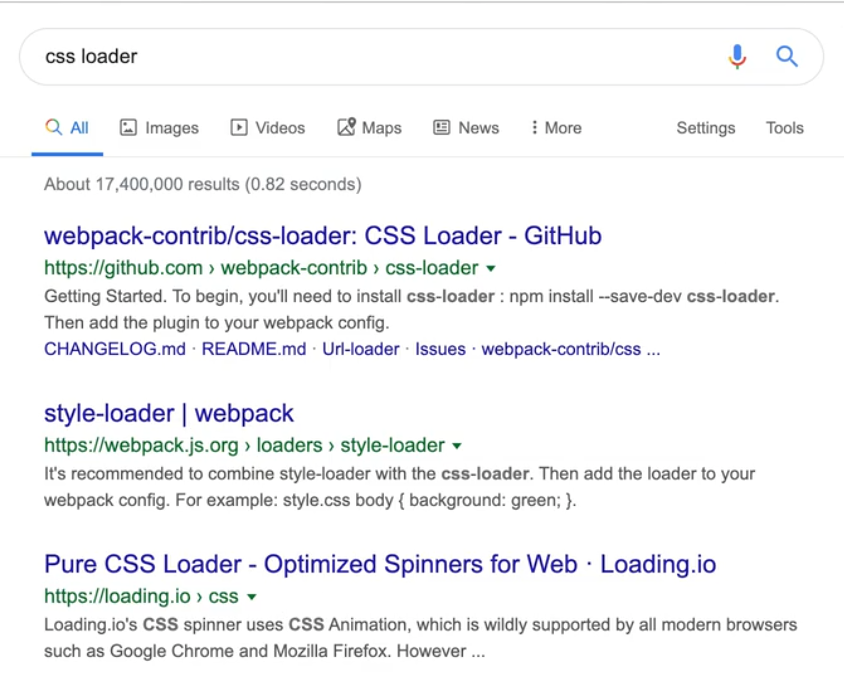 css loader
All Images Videos Maps News More Settings Tools
About 17,400,000 results (0.82 seconds)
webpack-contrib/css-loader: CSS Loader - GitHub
https://github.com › webpack-contrib › css-loader
Getting Started. To begin, you'll need to install css-loader : npm install --save-dev css-loader.
Then add the plugin to your webpack config.
CHANGELOG.md · README.md · Url-loader · Issues · webpack-contrib/css ...
style-loader | webpack
https://webpack.js.org › loaders › style-loader
It's recommended to combine style-loader with the css-loader. Then add the loader to your
webpack config. For example: style.css body { background: green; }.
Pure CSS Loader - Optimized Spinners for Web · Loading.io
https://loading.io › css
Loading.io's CSS spinner uses CSS Animation, which is wildly supported by all modern browsers
such as Google Chrome and Mozilla Firefox. However ...